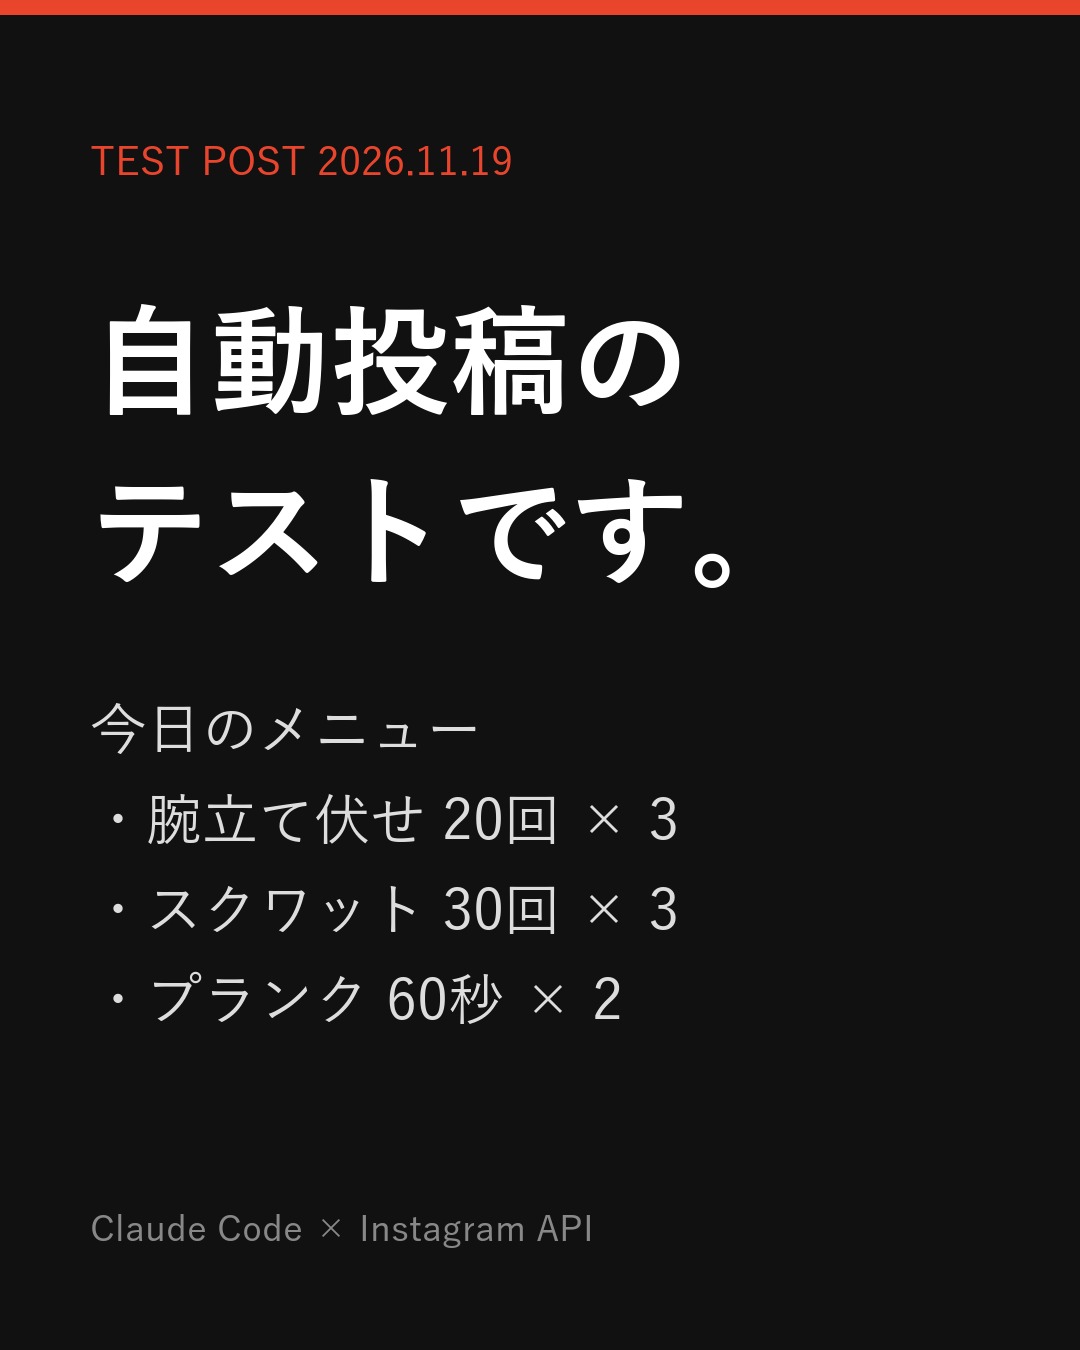 TEST POST 2026.11.19
自動投稿の
テストです。
今日のメニュー
・腕立て伏せ 20回 × 3
・スクワット 30回 × 3
・プランク 60秒 × 2
Claude Code × Instagram API